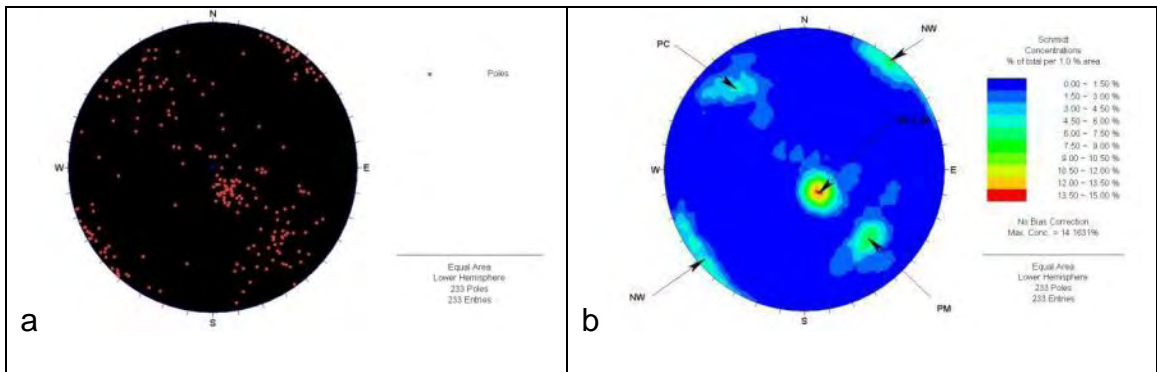 N
Poles
W
E
Equal Area
Lower Hemisphere
233 Poles
233 Entries
S
a
N
NW
PC
Schmidt
Concentrations
% of total per 1.0 % area
0.00 ~ 1.50 %
1.50 ~ 3.00 %
3.00 ~ 4.50 %
4.50 ~ 6.00 %
6.00 ~ 7.50 %
7.50 ~ 9.00 %
9.00 ~ 10.50 %
10.50 ~ 12.00 %
12.00 ~ 13.50 %
13.50 ~ 15.00 %
W
E
No Bias Correction
Max. Conc. = 14.1631%
Equal Area
Lower Hemisphere
233 Poles
233 Entries
NW
PM
S
b